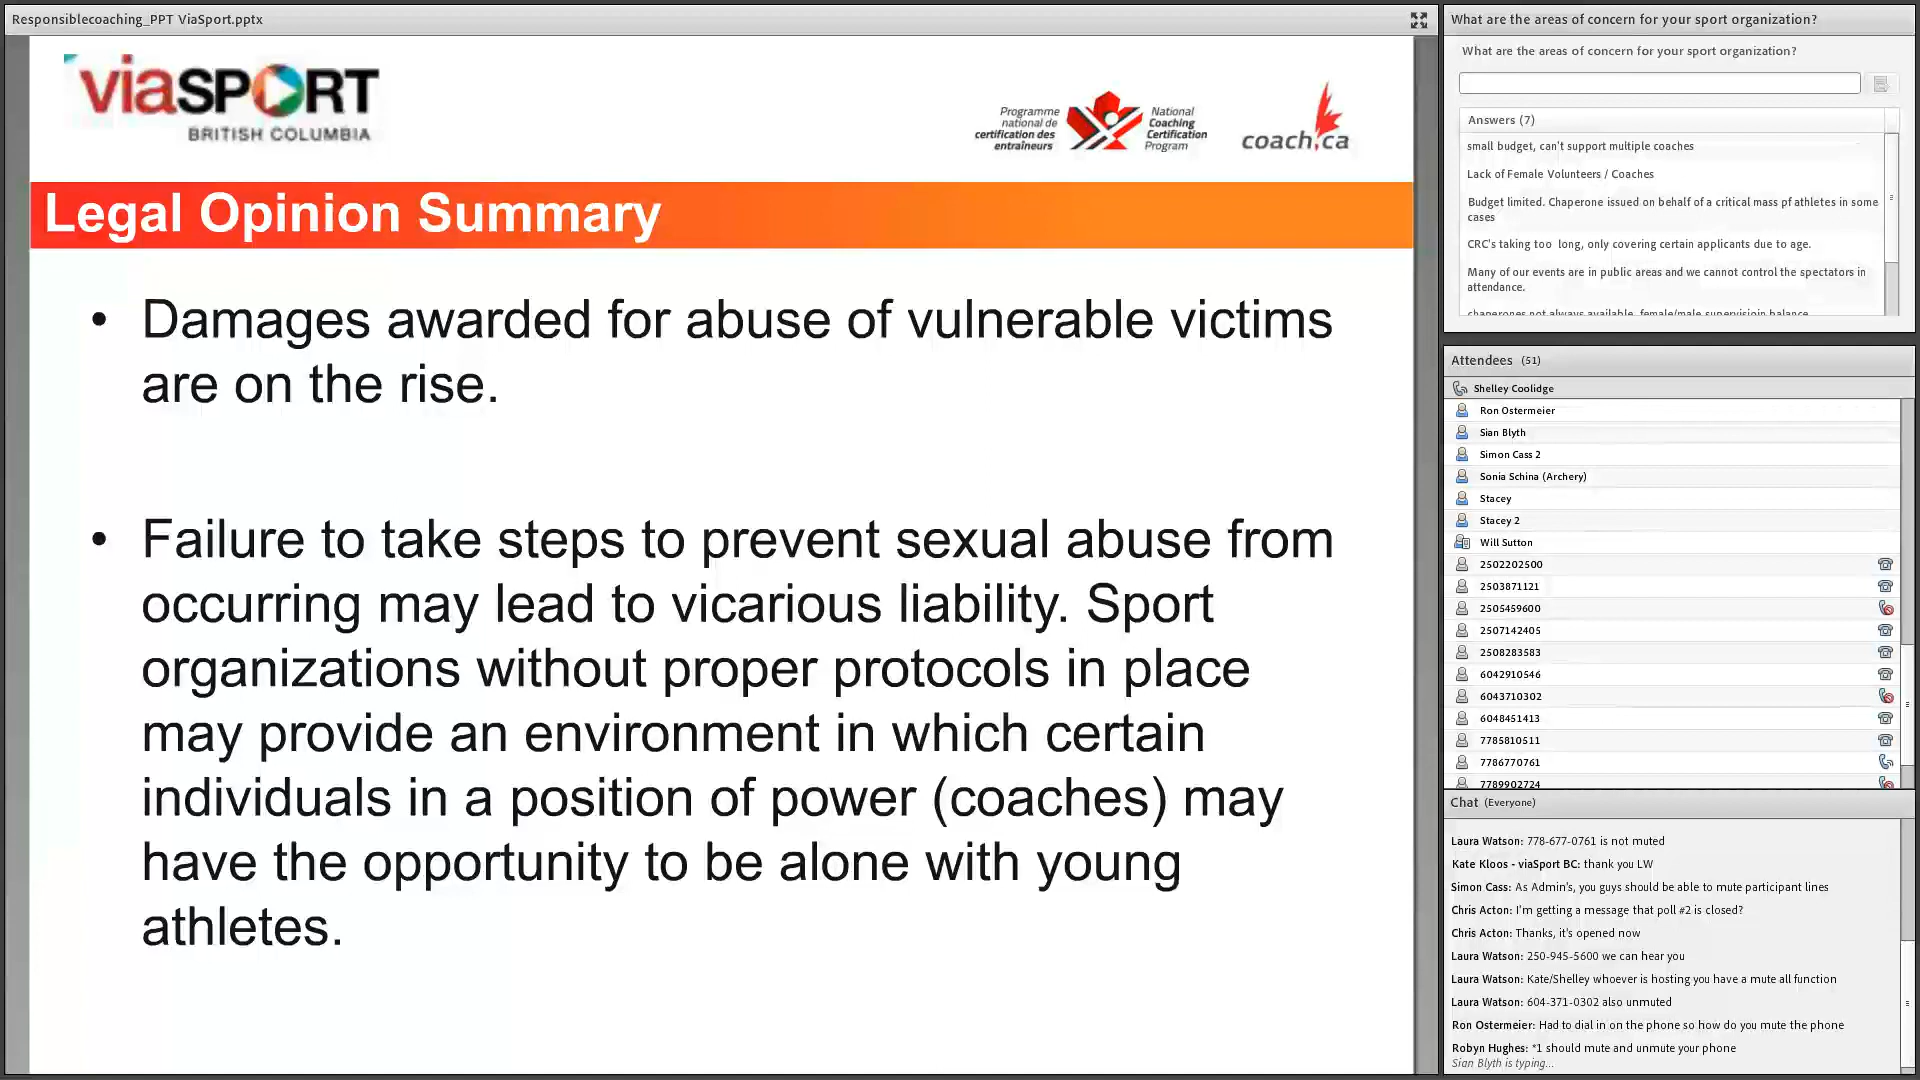 Responsiblecoaching_PPT ViaSport.pptx
viaSPORT
BRITISH COLUMBIA
Programme
national de
certification des
entraîneurs
National
Coaching
Certification
Program
coach.ca
Legal Opinion Summary
• Damages awarded for abuse of vulnerable victims
are on the rise.
• Failure to take steps to prevent sexual abuse from
occurring may lead to vicarious liability. Sport
organizations without proper protocols in place
may provide an environment in which certain
individuals in a position of power (coaches) may
have the opportunity to be alone with young
athletes.
What are the areas of concern for your sport organization?
What are the areas of concern for your sport organization?
Answers (7)
small budget, can't support multiple coaches
Lack of Female Volunteers / Coaches
Budget limited. Chaperone issued on behalf of a critical mass pf athletes in some
cases
CRC's taking too long, only covering certain applicants due to age.
Many of our events are in public areas and we cannot control the spectators in
attendance.
chaperones not always available, female/male supervisioin balance
Attendees (51)
Shelley Coolidge
Ron Ostermeier
Sian Blyth
Simon Cass 2
Sonia Schina (Archery)
Stacey
Stacey 2
Will Sutton
2502202500
2503871121
2505459600
2507142405
2508283583
6042910546
6043710302
6048451413
7785810511
7786770761
7789902724
Chat (Everyone)
Laura Watson: 778-677-0761 is not muted
Kate Kloos - viaSport BC: thank you LW
Simon Cass: As Admin's, you guys should be able to mute participant lines
Chris Acton: I'm getting a message that poll #2 is closed?
Chris Acton: Thanks, it's opened now
Laura Watson: 250-945-5600 we can hear you
Laura Watson: Kate/Shelley whoever is hosting you have a mute all function
Laura Watson: 604-371-0302 also unmuted
Ron Ostermeier: Had to dial in on the phone so how do you mute the phone
Robyn Hughes: *1 should mute and unmute your phone
Sian Blyth is typing...